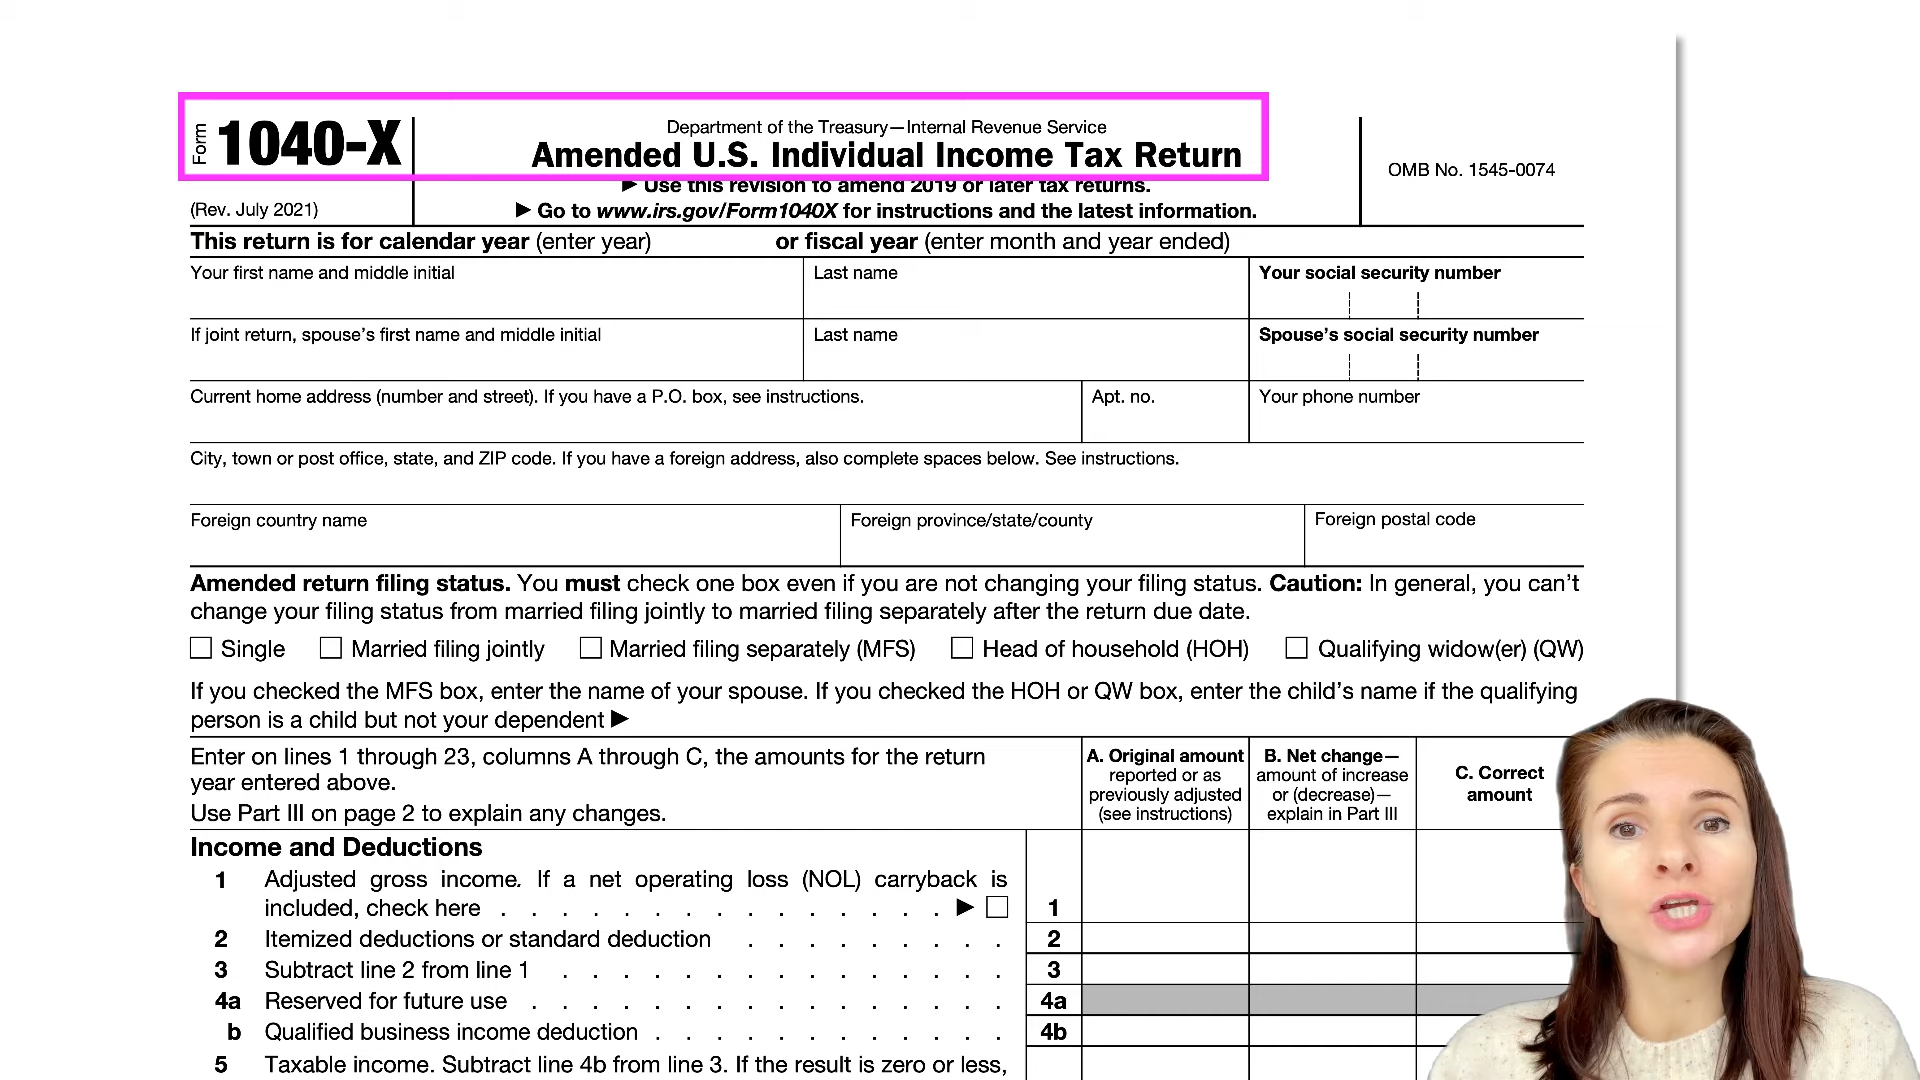 Form 1040-X
Department of the Treasury—Internal Revenue Service
Amended U.S. Individual Income Tax Return
▶ Use this revision to amend 2019 or later tax returns.
OMB No. 1545-0074
(Rev. July 2021)
▶ Go to www.irs.gov/Form1040X for instructions and the latest information.
This return is for calendar year (enter year) or fiscal year (enter month and year ended)
Your first name and middle initial
Last name
Your social security number
If joint return, spouse’s first name and middle initial
Last name
Spouse’s social security number
Current home address (number and street). If you have a P.O. box, see instructions.
Apt. no.
Your phone number
City, town or post office, state, and ZIP code. If you have a foreign address, also complete spaces below. See instructions.
Foreign country name
Foreign province/state/county
Foreign postal code
Amended return filing status. You must check one box even if you are not changing your filing status. Caution: In general, you can’t
change your filing status from married filing jointly to married filing separately after the return due date.
Single Married filing jointly Married filing separately (MFS) Head of household (HOH) Qualifying widow(er) (QW)
If you checked the MFS box, enter the name of your spouse. If you checked the HOH or QW box, enter the child’s name if the qualifying
person is a child but not your dependent ▶
Enter on lines 1 through 23, columns A through C, the amounts for the return
year entered above.
Use Part III on page 2 to explain any changes.
A. Original amount
reported or as
previously adjusted
(see instructions)
B. Net change—
amount of increase
or (decrease)—
explain in Part III
C. Correct
amount
Income and Deductions
1 Adjusted gross income. If a net operating loss (NOL) carryback is
included, check here . . . . . . . . . . . . . . . ▶ 1
2 Itemized deductions or standard deduction . . . . . . . . . 2
3 Subtract line 2 from line 1 . . . . . . . . . . . . . . . 3
4a Reserved for future use . . . . . . . . . . . . . . . . 4a
b Qualified business income deduction . . . . . . . . . . . . 4b
5 Taxable income. Subtract line 4b from line 3. If the result is zero or less,